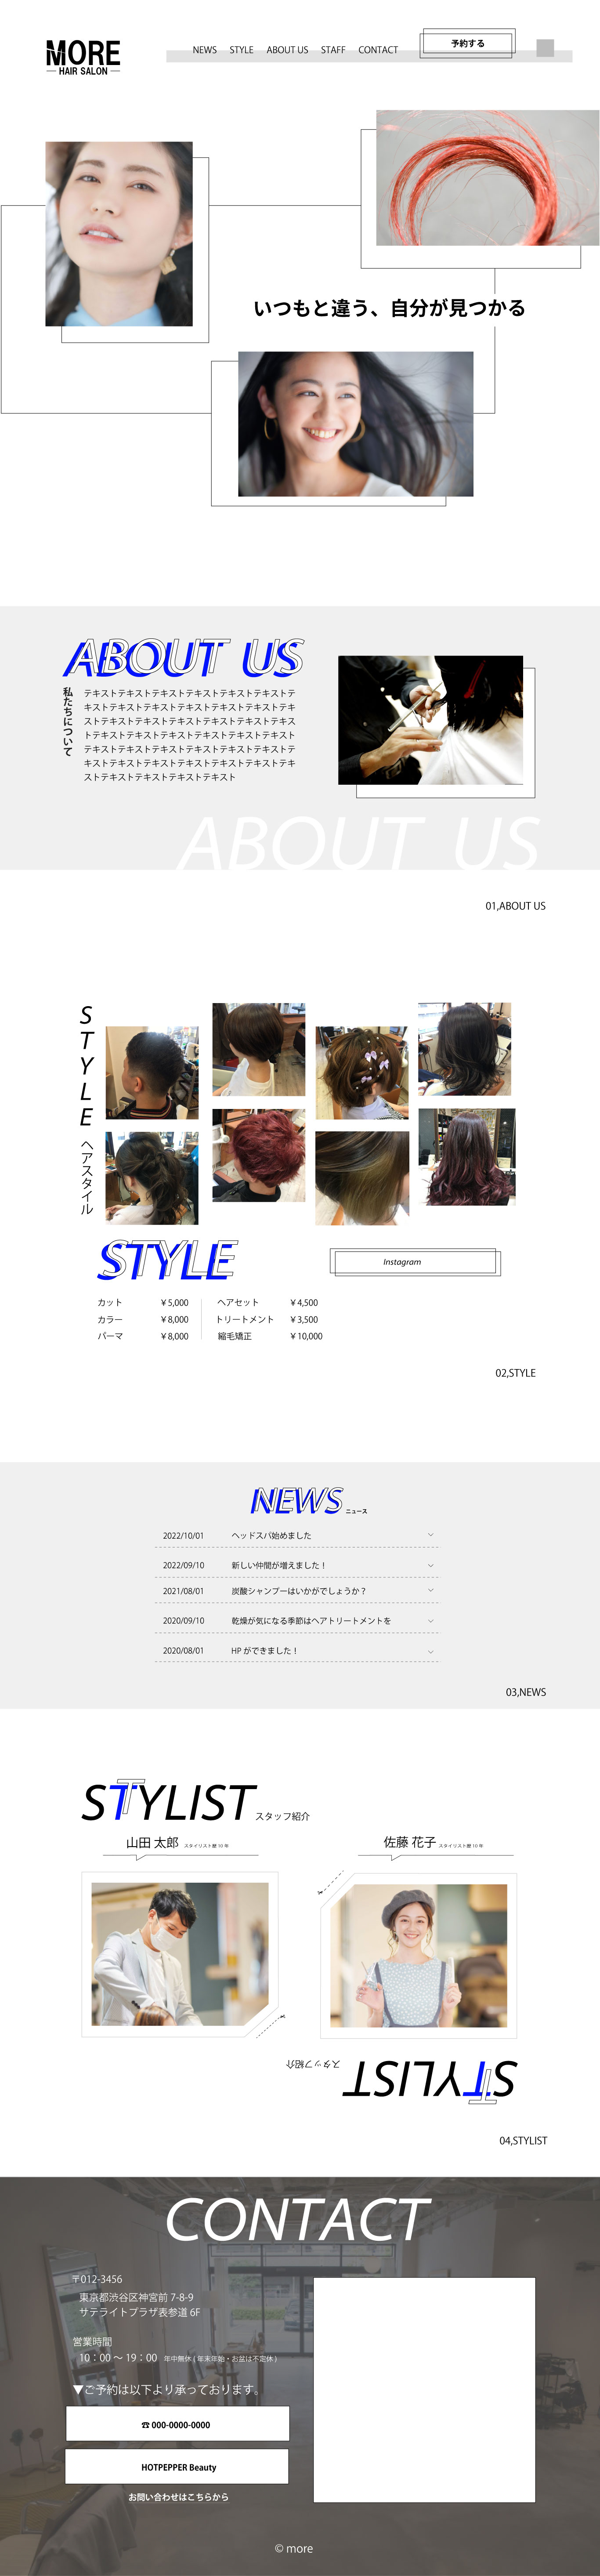 MORE
HAIR SALON
NEWS STYLE ABOUT US STAFF CONTACT
予約する
いつもと違う、自分が見つかる
ABOUT US
私たちについて
テキストテキストテキストテキストテキストテキストテ
キストテキストテキストテキストテキストテキストテキ
ストテキストテキストテキストテキストテキストテキス
トテキストテキストテキストテキストテキストテキスト
テキストテキストテキストテキストテキストテキストテ
キストテキストテキストテキストテキストテキストテキ
ストテキストテキストテキストテキスト
ABOUT US
01,ABOUT US
STYLE ヘアスタイル
STYLE
Instagram
カット ￥5,000 ヘアセット ￥4,500
カラー ￥8,000 トリートメント ￥3,500
パーマ ￥8,000 縮毛矯正 ￥10,000
02,STYLE
NEWS ニュース
2022/10/01 ヘッドスパ始めました
2022/09/10 新しい仲間が増えました！
2021/08/01 炭酸シャンプーはいかがでしょうか？
2020/09/10 乾燥が気になる季節はヘアトリートメントを
2020/08/01 HP ができました！
03,NEWS
STYLIST スタッフ紹介
山田 太郎 スタイリスト歴 10 年
佐藤 花子 スタイリスト歴 10 年
STYLIST スタッフ紹介
04,STYLIST
CONTACT
〒012-3456
東京都渋谷区神宮前 7-8-9
サテライトプラザ表参道 6F
営業時間
10：00 〜 19：00 年中無休 ( 年末年始・お盆は不定休 )
▼ご予約は以下より承っております。
☎ 000-0000-0000
HOTPEPPER Beauty
お問い合わせはこちらから
© more